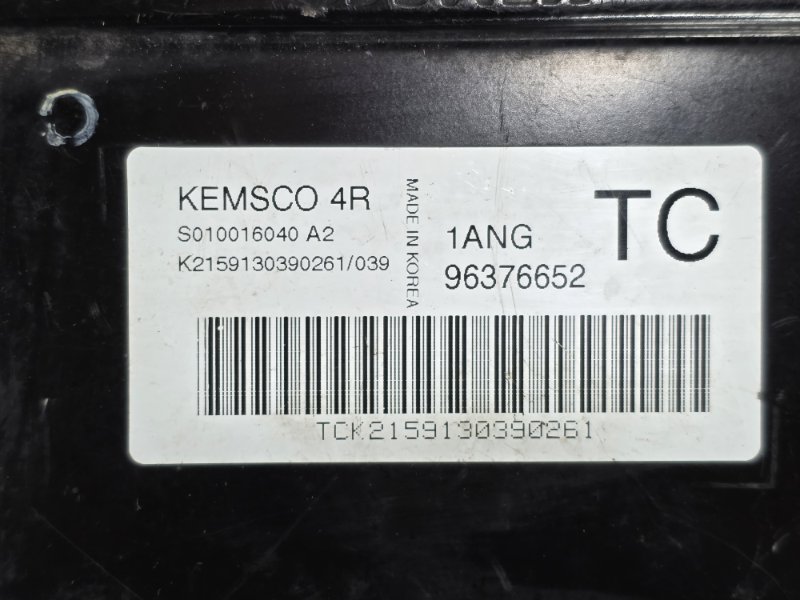 KEMSCO 4R
S010016040 A2
K2159130390261/039
MADE IN KOREA
1ANG
96376652
TC
TCK2159130390261